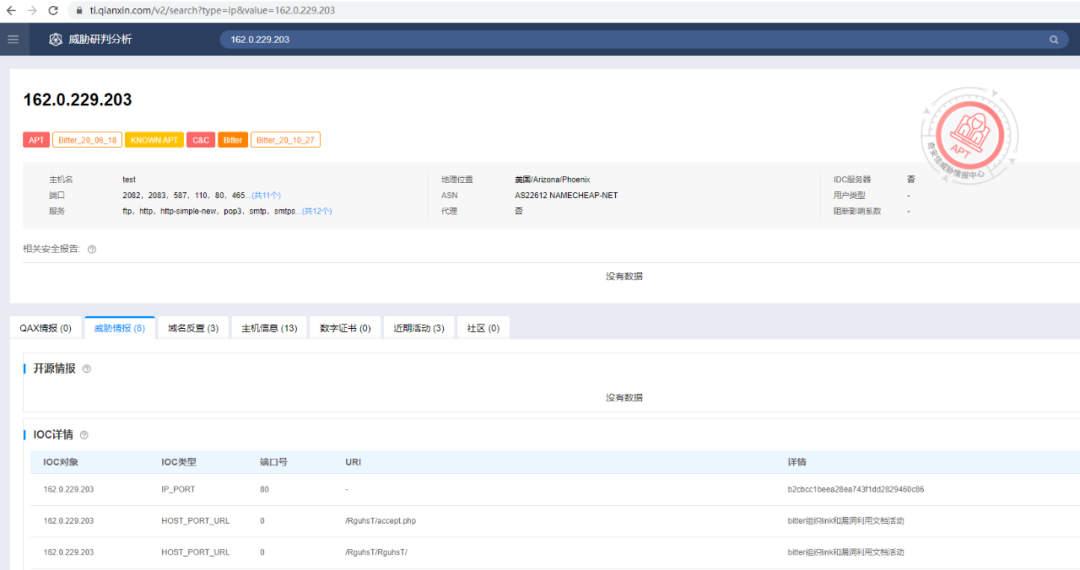 ti.qianxin.com/v2/search?type=ip&value=162.0.229.203
威胁研判分析
162.0.229.203
162.0.229.203
APT Bitter_20_06_18 KNOWN APT C&C Bitter Bitter_20_10_27
主机名 test 地理位置 美国/Arizona/Phoenix IDC服务器 否
端口 2082, 2083, 587, 110, 80, 465...(共11个) ASN AS22612 NAMECHEAP-NET 用户类型 -
服务 ftp, http, http-simple-new, pop3, smtp, smtps...(共12个) 代理 否 阻断影响系数 -
APT
奇安信威胁情报中心
相关安全报告:
没有数据
QAX情报 (0) 威胁情报 (8) 域名反查 (3) 主机信息 (13) 数字证书 (0) 近期活动 (3) 社区 (0)
开源情报
没有数据
IOC详情
IOC对象 IOC类型 端口号 URI 详情
162.0.229.203 IP_PORT 80 - b2cbcc1beea28ea743f1dd2829460c86
162.0.229.203 HOST_PORT_URL 0 /RguhsT/accept.php bitter组织link和漏洞利用文档活动
162.0.229.203 HOST_PORT_URL 0 /RguhsT/RguhsT/ bitter组织link和漏洞利用文档活动